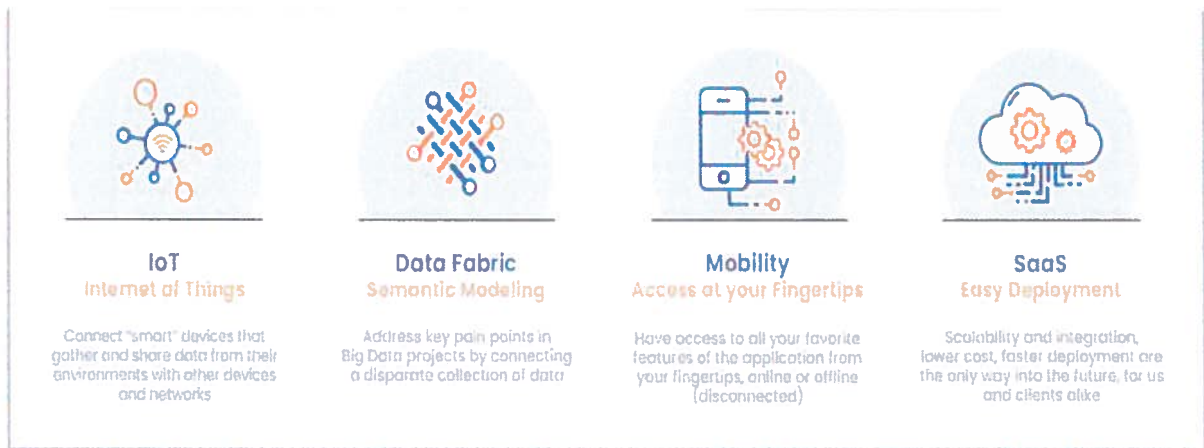 IoT
Internet of Things
Connect "smart" devices that
gather and share data from their
environments with other devices
and networks
Data Fabric
Semantic Modeling
Address key pain points in
Big Data projects by connecting
a disparate collection of data
Mobility
Access at your Fingertips
Have access to all your favorite
features of the application from
your fingertips, online or offline
(disconnected)
SaaS
Easy Deployment
Scalability and integration,
lower cost, faster deployment are
the only way into the future, for us
and clients alike